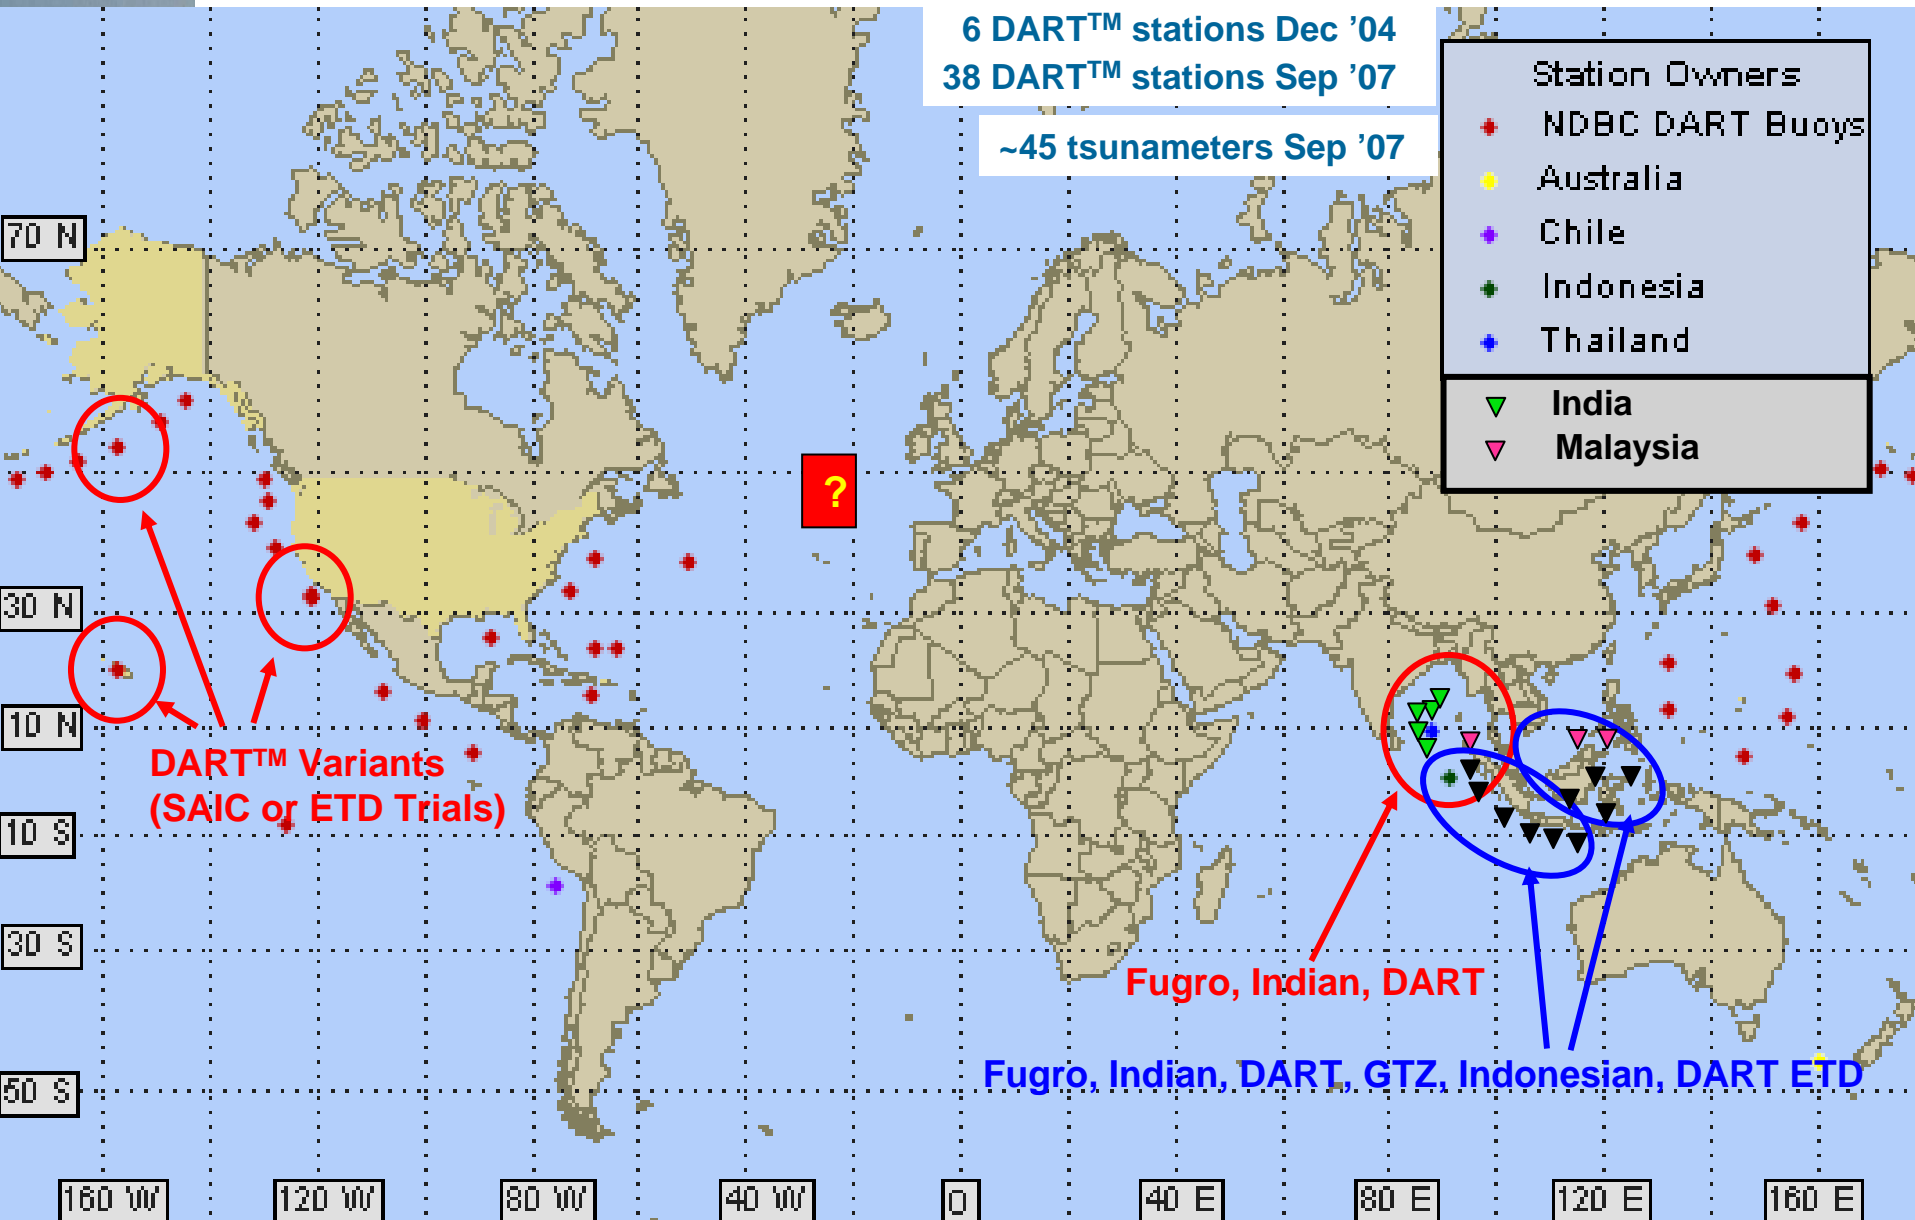 6 DART™ stations Dec ’04
38 DART™ stations Sep ’07
~45 tsunameters Sep ’07
Station Owners
NDBC DART Buoys
Australia
Chile
Indonesia
Thailand
India
Malaysia
70 N
?
30 N
10 N
DART™ Variants
(SAIC or ETD Trials)
10 S
30 S
Fugro, Indian, DART
Fugro, Indian, DART, GTZ, Indonesian, DART ETD
50 S
160 W
120 W
80 W
40 W
0
40 E
80 E
120 E
160 E